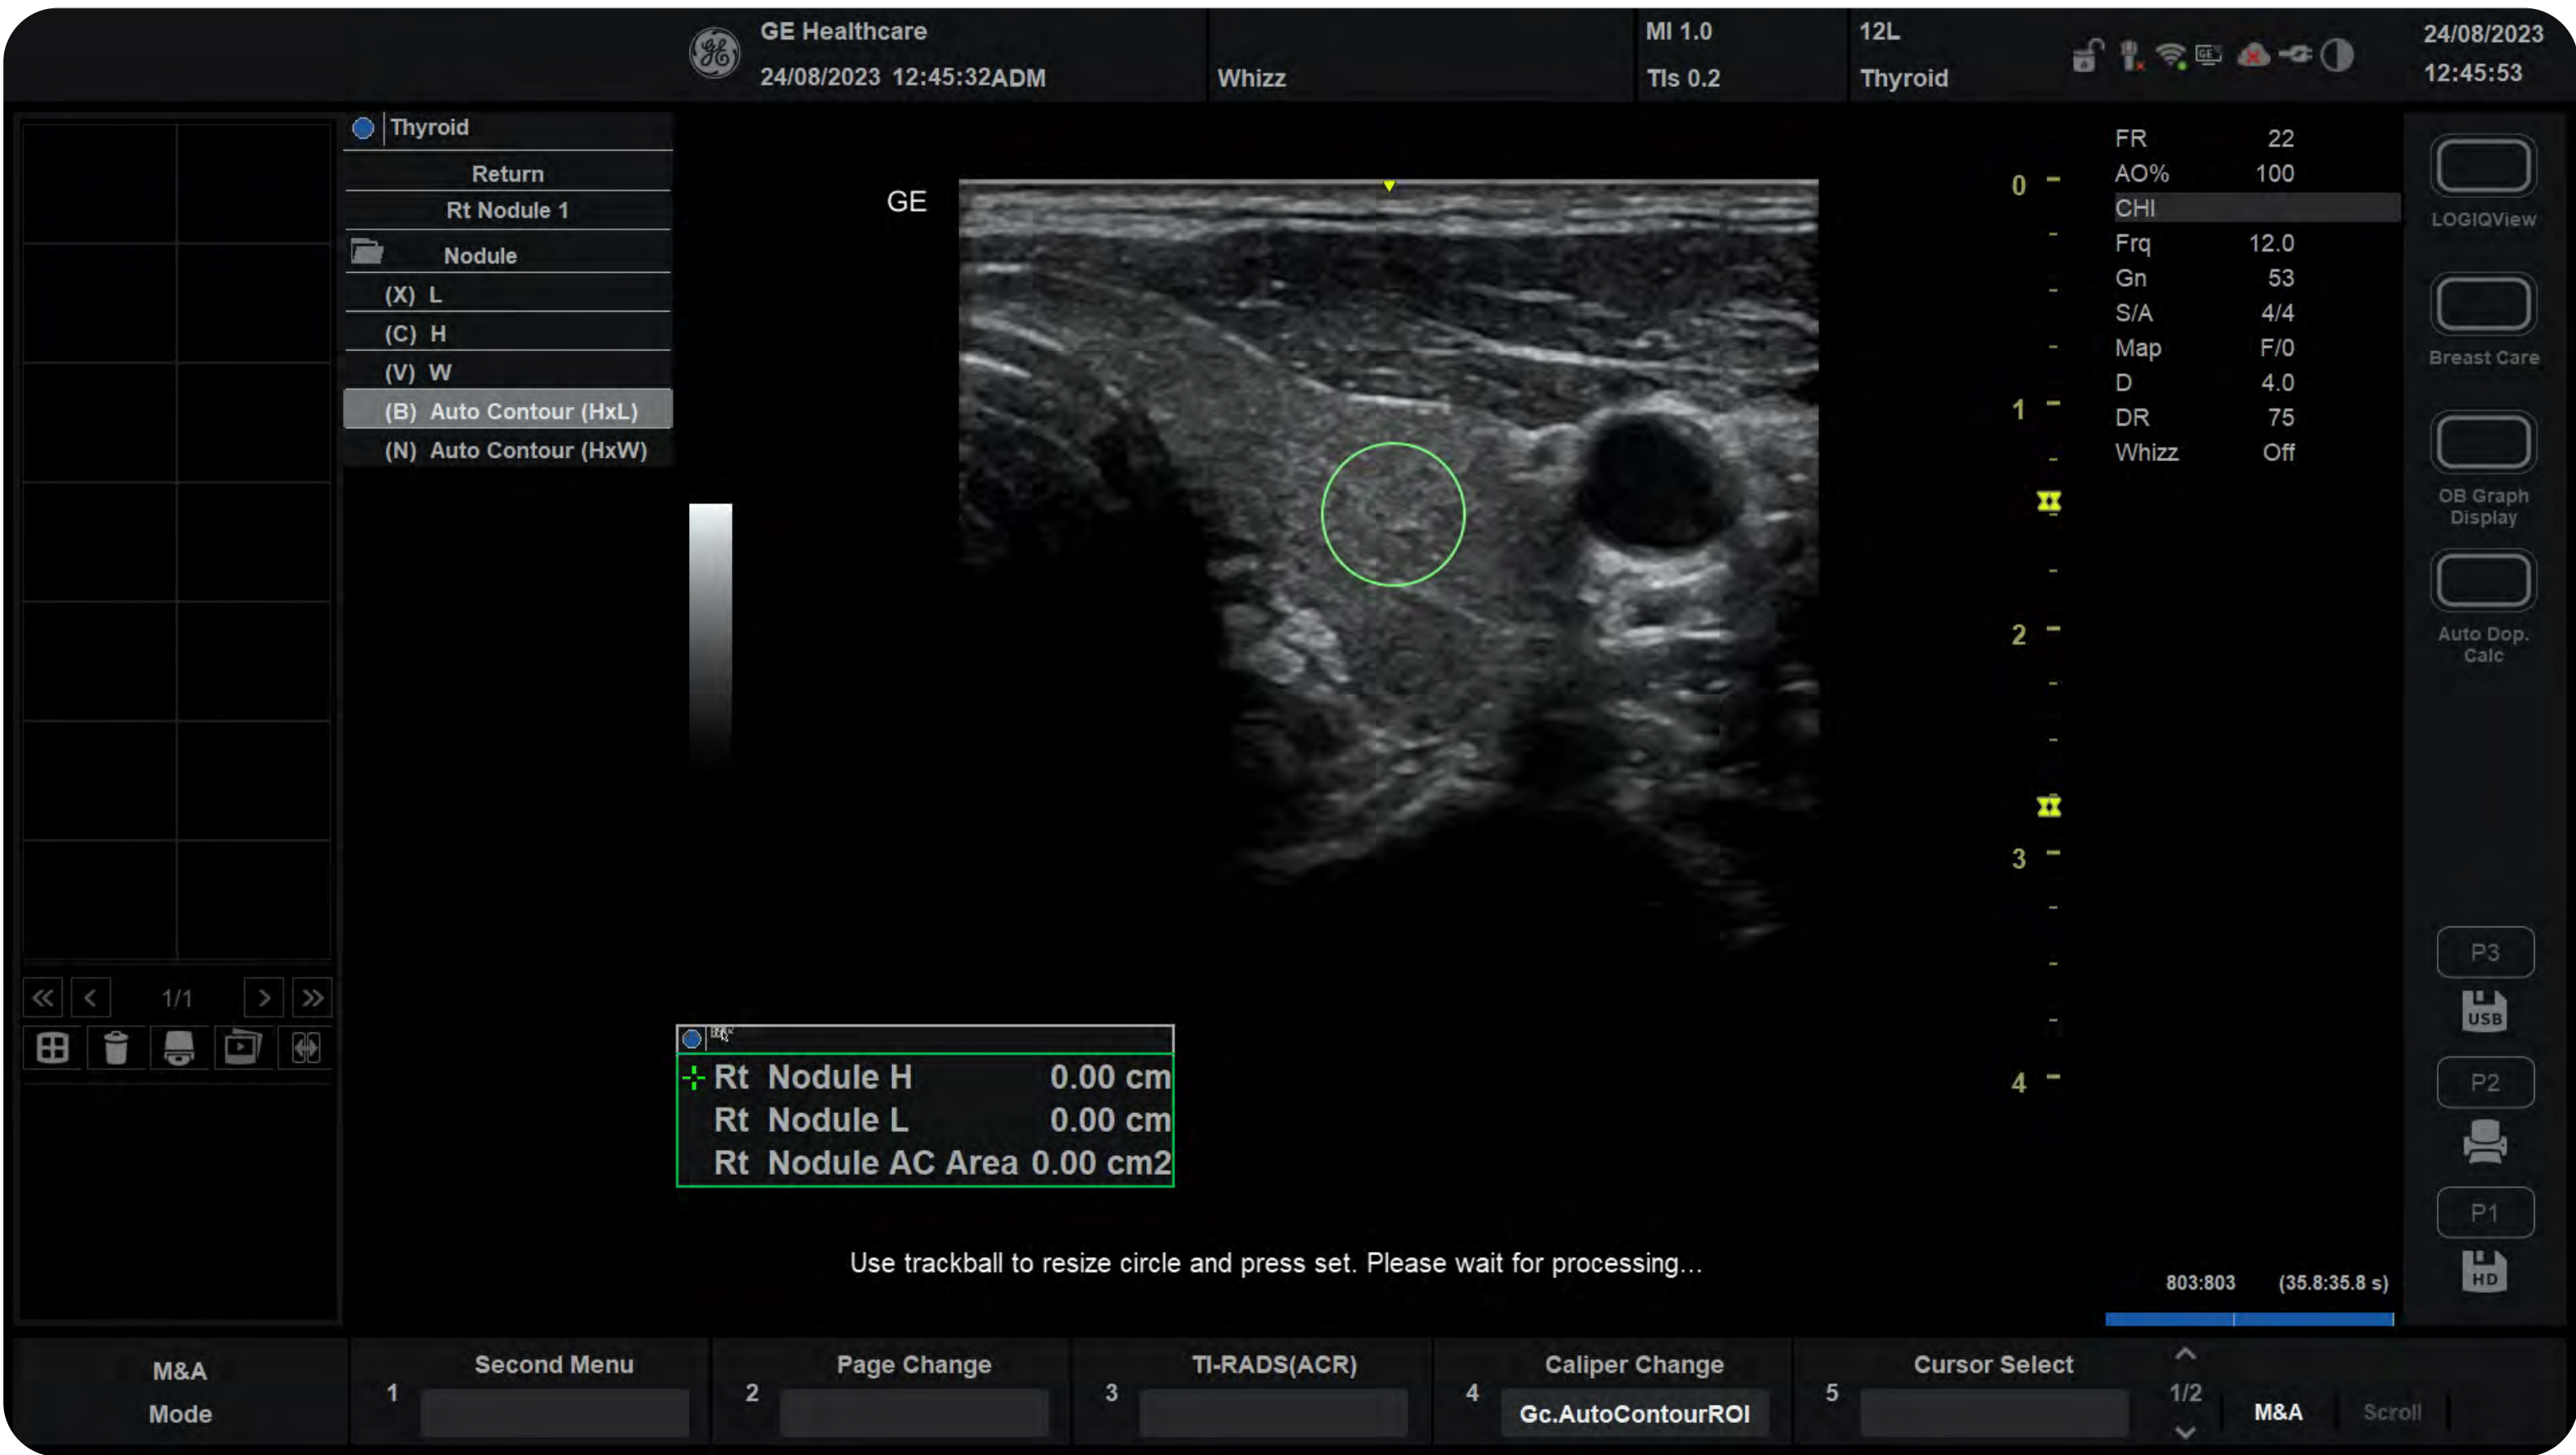 GE Healthcare
24/08/2023 12:45:32ADM
Whizz
MI 1.0
TIs 0.2
12L
Thyroid
24/08/2023
12:45:53
Thyroid
Return
Rt Nodule 1
Nodule
(X) L
(C) H
(V) W
(B) Auto Contour (HxL)
(N) Auto Contour (HxW)
GE
0
1
2
3
4
FR 22
AO% 100
CHI
Frq 12.0
Gn 53
S/A 4/4
Map F/0
D 4.0
DR 75
Whizz Off
LOGIQView
Breast Care
OB Graph
Display
Auto Dop.
Calc
P3
USB
P2
P1
HD
1/1
Rt Nodule H 0.00 cm
Rt Nodule L 0.00 cm
Rt Nodule AC Area 0.00 cm2
Use trackball to resize circle and press set. Please wait for processing...
803:803 (35.8:35.8 s)
M&A
Mode
1 Second Menu
2 Page Change
3 TI-RADS(ACR)
4 Caliper Change
Gc.AutoContourROI
5 Cursor Select
1/2
M&A
Scroll